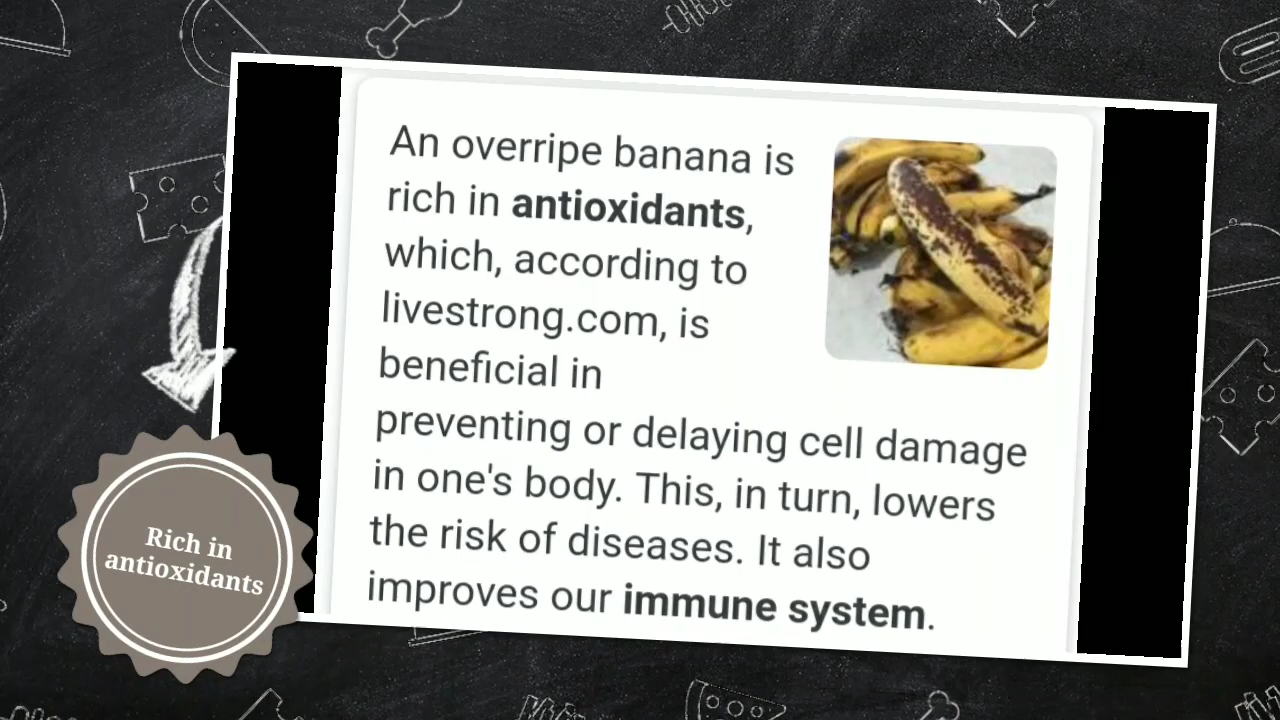 An overripe banana is
rich in antioxidants,
which, according to
livestrong.com, is
beneficial in
preventing or delaying cell damage
in one's body. This, in turn, lowers
the risk of diseases. It also
improves our immune system.
Rich in
antioxidants